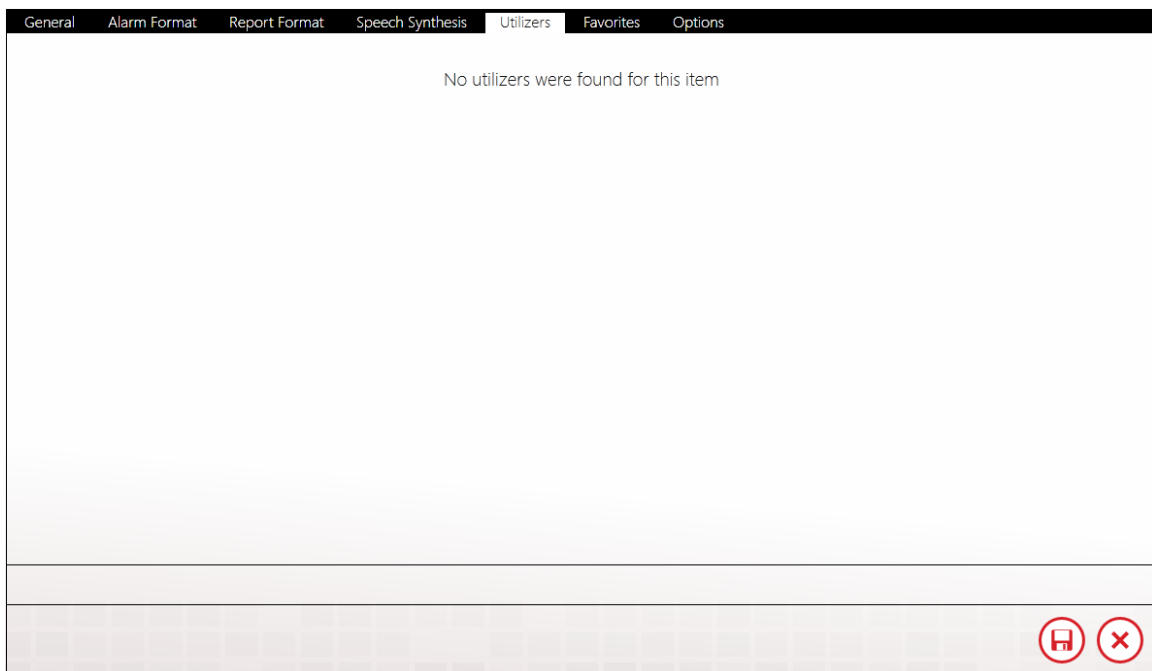 General Alarm Format Report Format Speech Synthesis Utilizers Favorites Options
No utilizers were found for this item